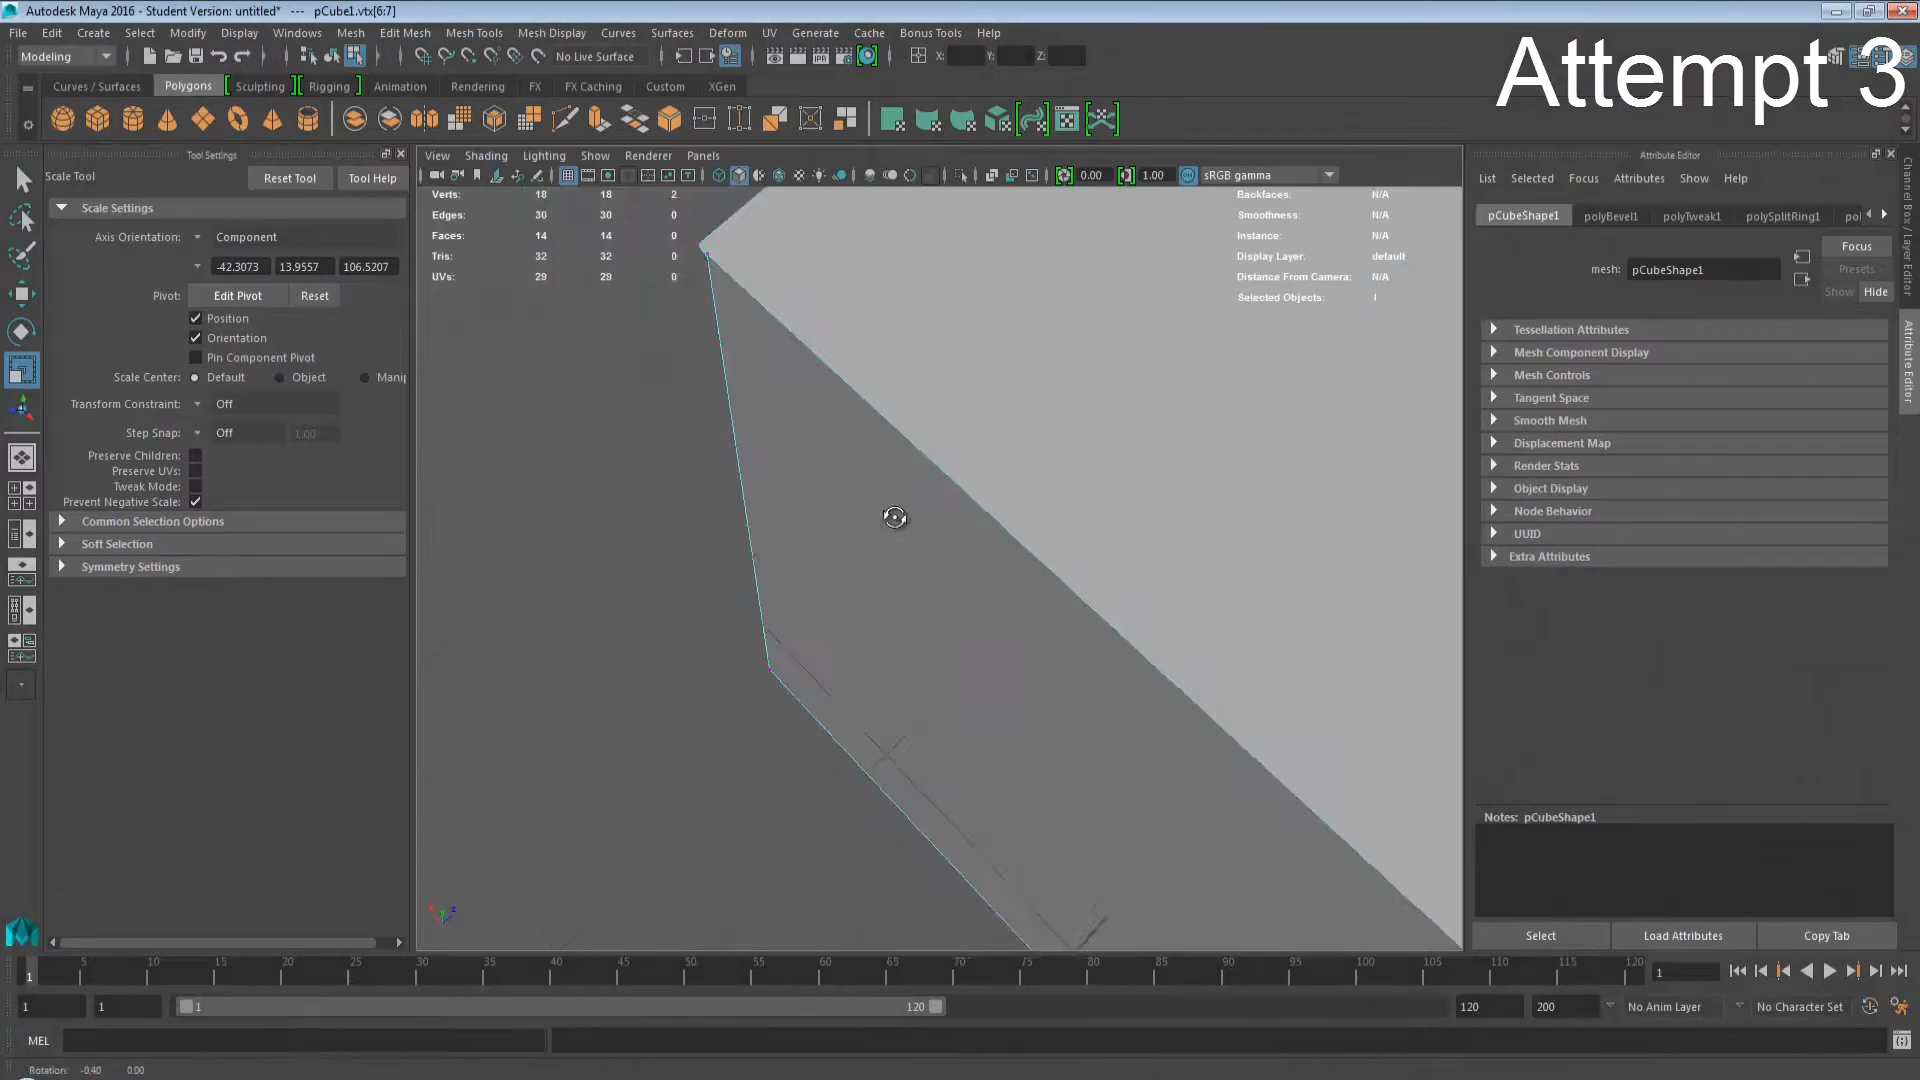 Autodesk Maya 2016 - Student Version: untitled* --- pCube1.vtx[6:7]
File Edit Create Select Modify Display Windows Mesh Edit Mesh Mesh Tools Mesh Display Curves Surfaces Deform UV Generate Cache Bonus Tools Help
Attempt 3
Modeling No Live Surface X: Y: Z:
Curves / Surfaces Polygons Sculpting Rigging Animation Rendering FX FX Caching Custom XGen
Tool Settings
Scale Tool Reset Tool Tool Help
Scale Settings
Axis Orientation: Component
-42.3073 13.9557 106.5207
Pivot: Edit Pivot Reset
Position
Orientation
Pin Component Pivot
Scale Center: Default Object Manip
Transform Constraint: Off
Step Snap: Off 1.00
Preserve Children:
Preserve UVs:
Tweak Mode:
Prevent Negative Scale:
Common Selection Options
Soft Selection
Symmetry Settings
View Shading Lighting Show Renderer Panels
0.00 1.00 sRGB gamma
Verts: 18 18 2
Edges: 30 30 0
Faces: 14 14 0
Tris: 32 32 0
UVs: 29 29 0
Backfaces: N/A
Smoothness: N/A
Instance: N/A
Display Layer: default
Distance From Camera: N/A
Selected Objects: 1
Attribute Editor
List Selected Focus Attributes Show Help
pCubeShape1 polyBevel1 polyTweak1 polySplitRing1 pol
Focus
Presets
Show Hide
mesh: pCubeShape1
Tessellation Attributes
Mesh Component Display
Mesh Controls
Tangent Space
Smooth Mesh
Displacement Map
Render Stats
Object Display
Node Behavior
UUID
Extra Attributes
Notes: pCubeShape1
Select Load Attributes Copy Tab
Channel Box / Layer Editor
Attribute Editor
1 5 10 15 20 25 30 35 40 45 50 55 60 65 70 75 80 85 90 95 100 105 110 115 120 1
1 1 1 120 120 200 No Anim Layer No Character Set
MEL
Rotation: -0.40 0.00